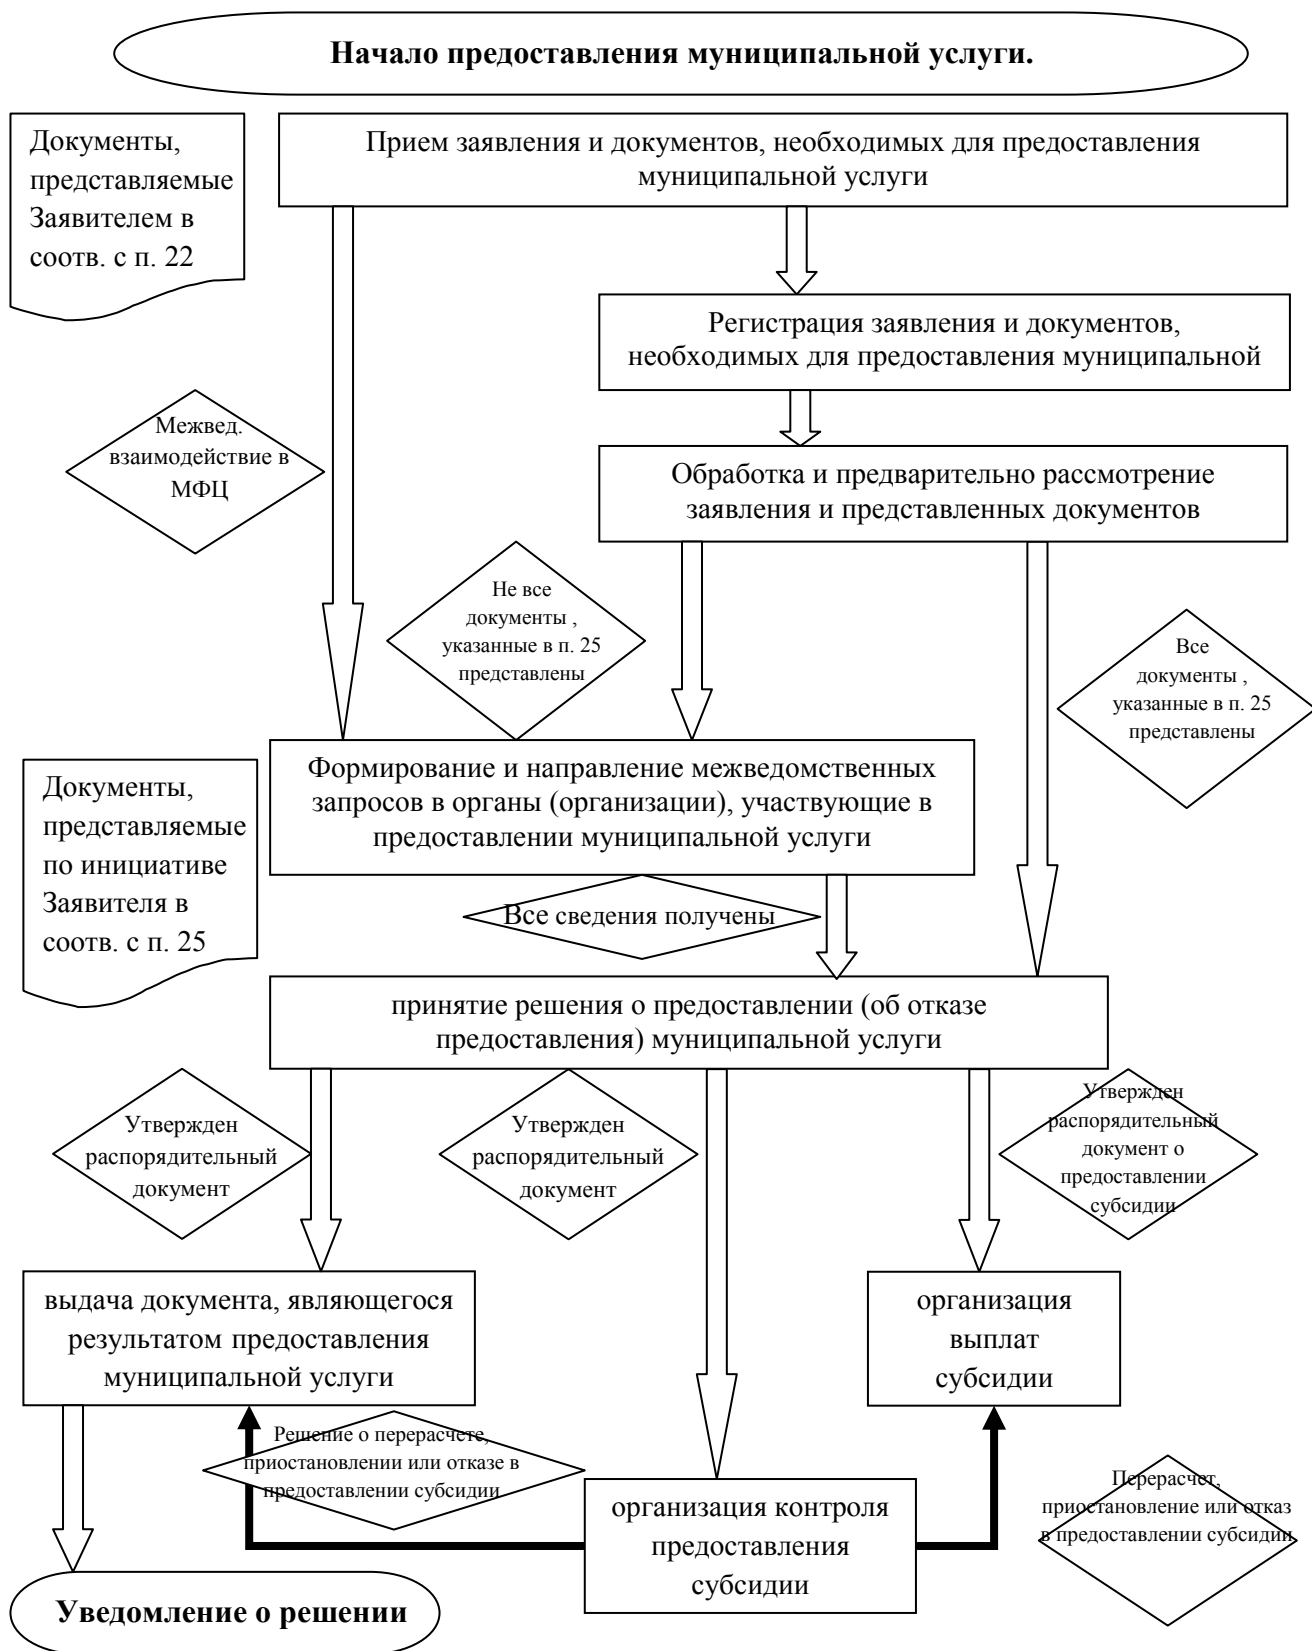 Начало предоставления муниципальной услуги.
Документы,
представляемые
Заявителем в
соотв. с п. 22
Прием заявления и документов, необходимых для предоставления
муниципальной услуги
Регистрация заявления и документов,
необходимых для предоставления муниципальной
Межвед.
взаимодействие в
МФЦ
Обработка и предварительно рассмотрение
заявления и представленных документов
Не все
документы ,
указанные в п. 25
представлены
Все
документы ,
указанные в п. 25
представлены
Формирование и направление межведомственных
запросов в органы (организации), участвующие в
предоставлении муниципальной услуги
Документы,
представляемые
по инициативе
Заявителя в
соотв. с п. 25
Все сведения получены
принятие решения о предоставлении (об отказе
предоставления) муниципальной услуги
Утвержден
распорядительный
документ
Утвержден
распорядительный
документ
Утвержден
распорядительный
документ о
предоставлении
субсидии
выдача документа, являющегося
результатом предоставления
муниципальной услуги
организация
выплат
субсидии
Решение о перерасчете,
приостановлении или отказе в
предоставлении субсидии
организация контроля
предоставления
субсидии
Перерасчет,
приостановление или отказ
в предоставлении субсидии.
Уведомление о решении